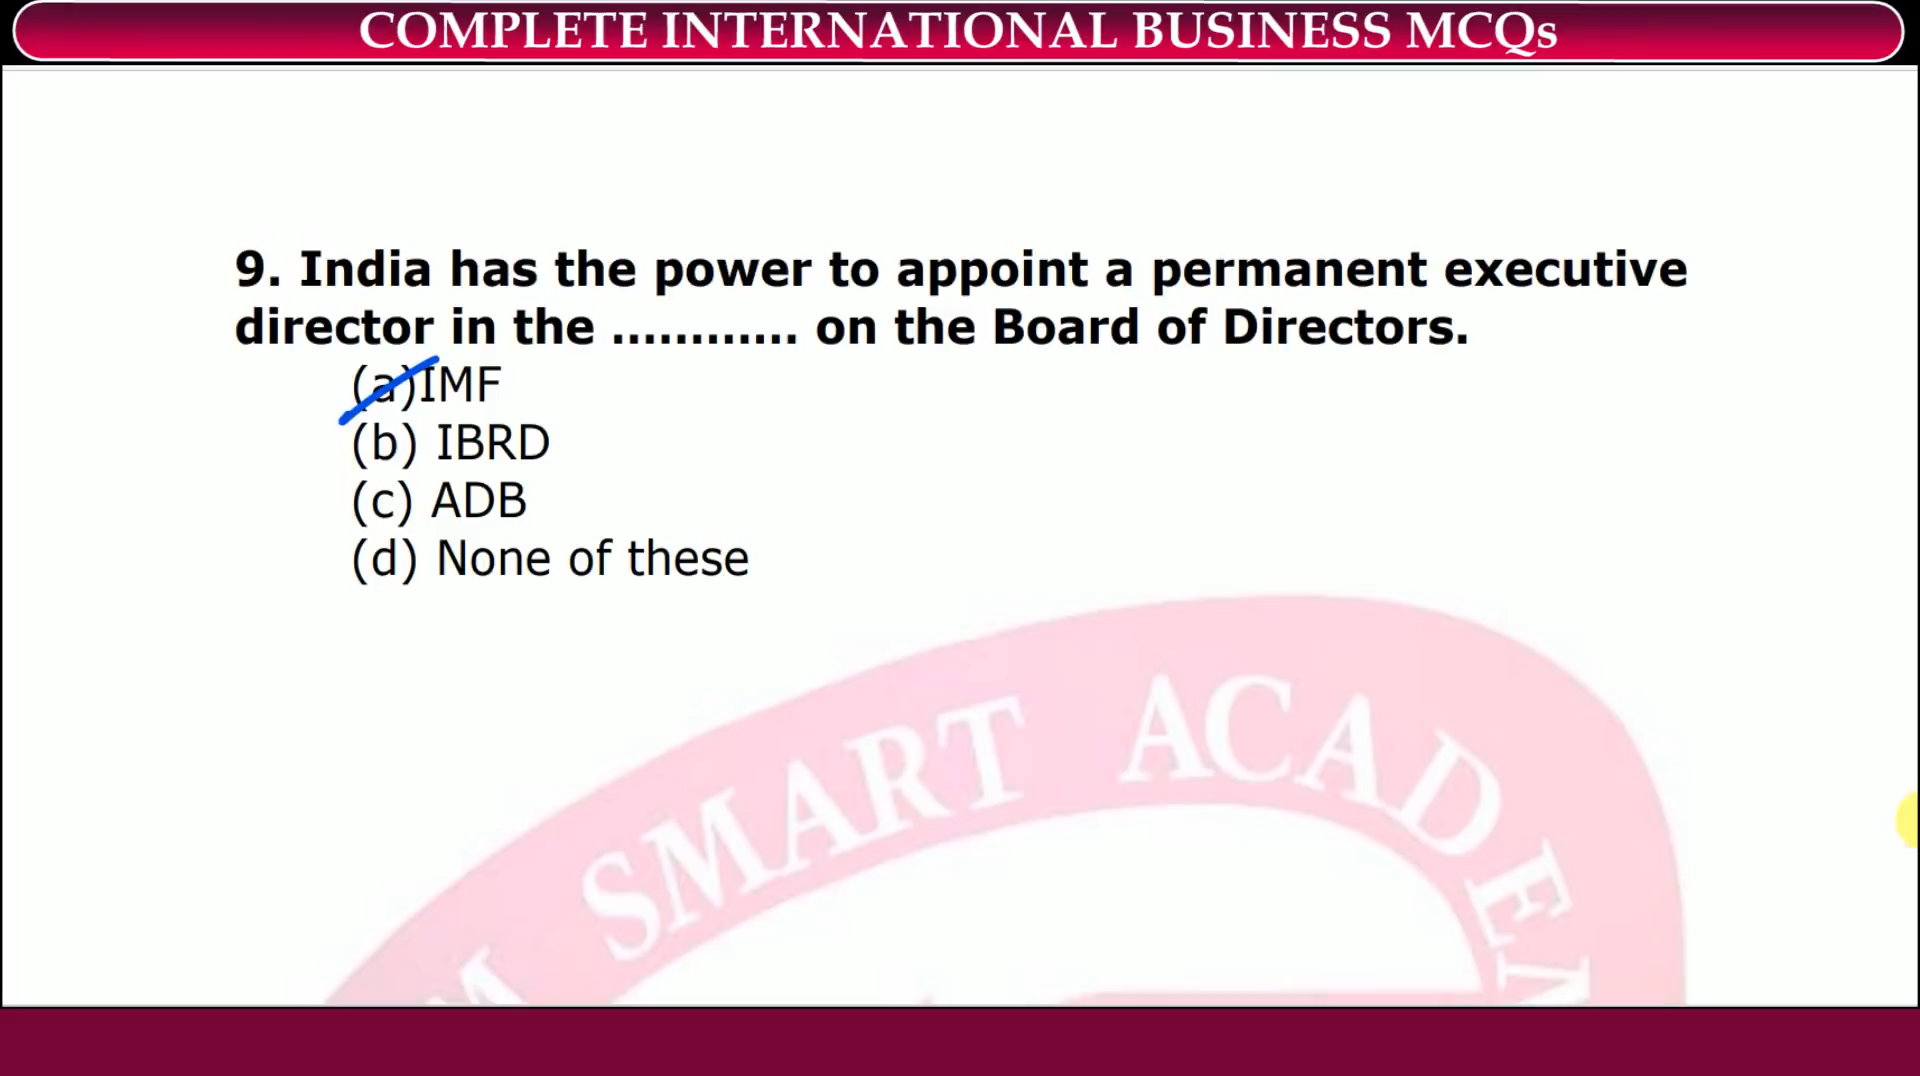 COMPLETE INTERNATIONAL BUSINESS MCQs
9. India has the power to appoint a permanent executive
director in the ............ on the Board of Directors.
(a)IMF
(b) IBRD
(c) ADB
(d) None of these
SMART ACADEM